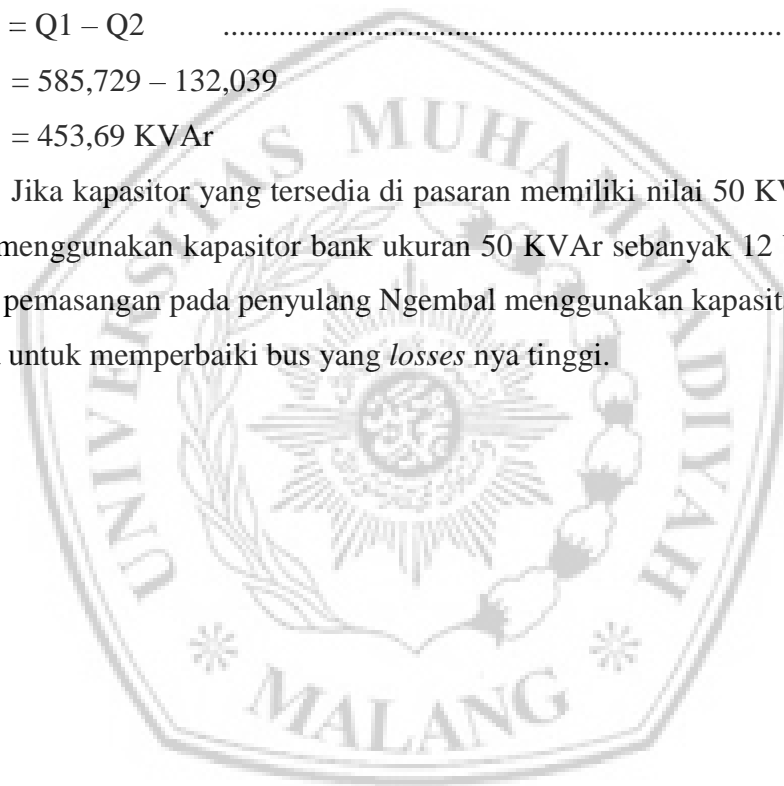 = Q1 – Q2 ......................................................................
= 585,729 – 132,039
= 453,69 KVAr
Jika kapasitor yang tersedia di pasaran memiliki nilai 50
menggunakan kapasitor bank ukuran 50 KVAr sebanyak 12
pemasangan pada penyulang Ngembal menggunakan
untuk memperbaiki bus yang losses nya tinggi.
UNIVERSITAS MUHAMMADIYAH
MALANG